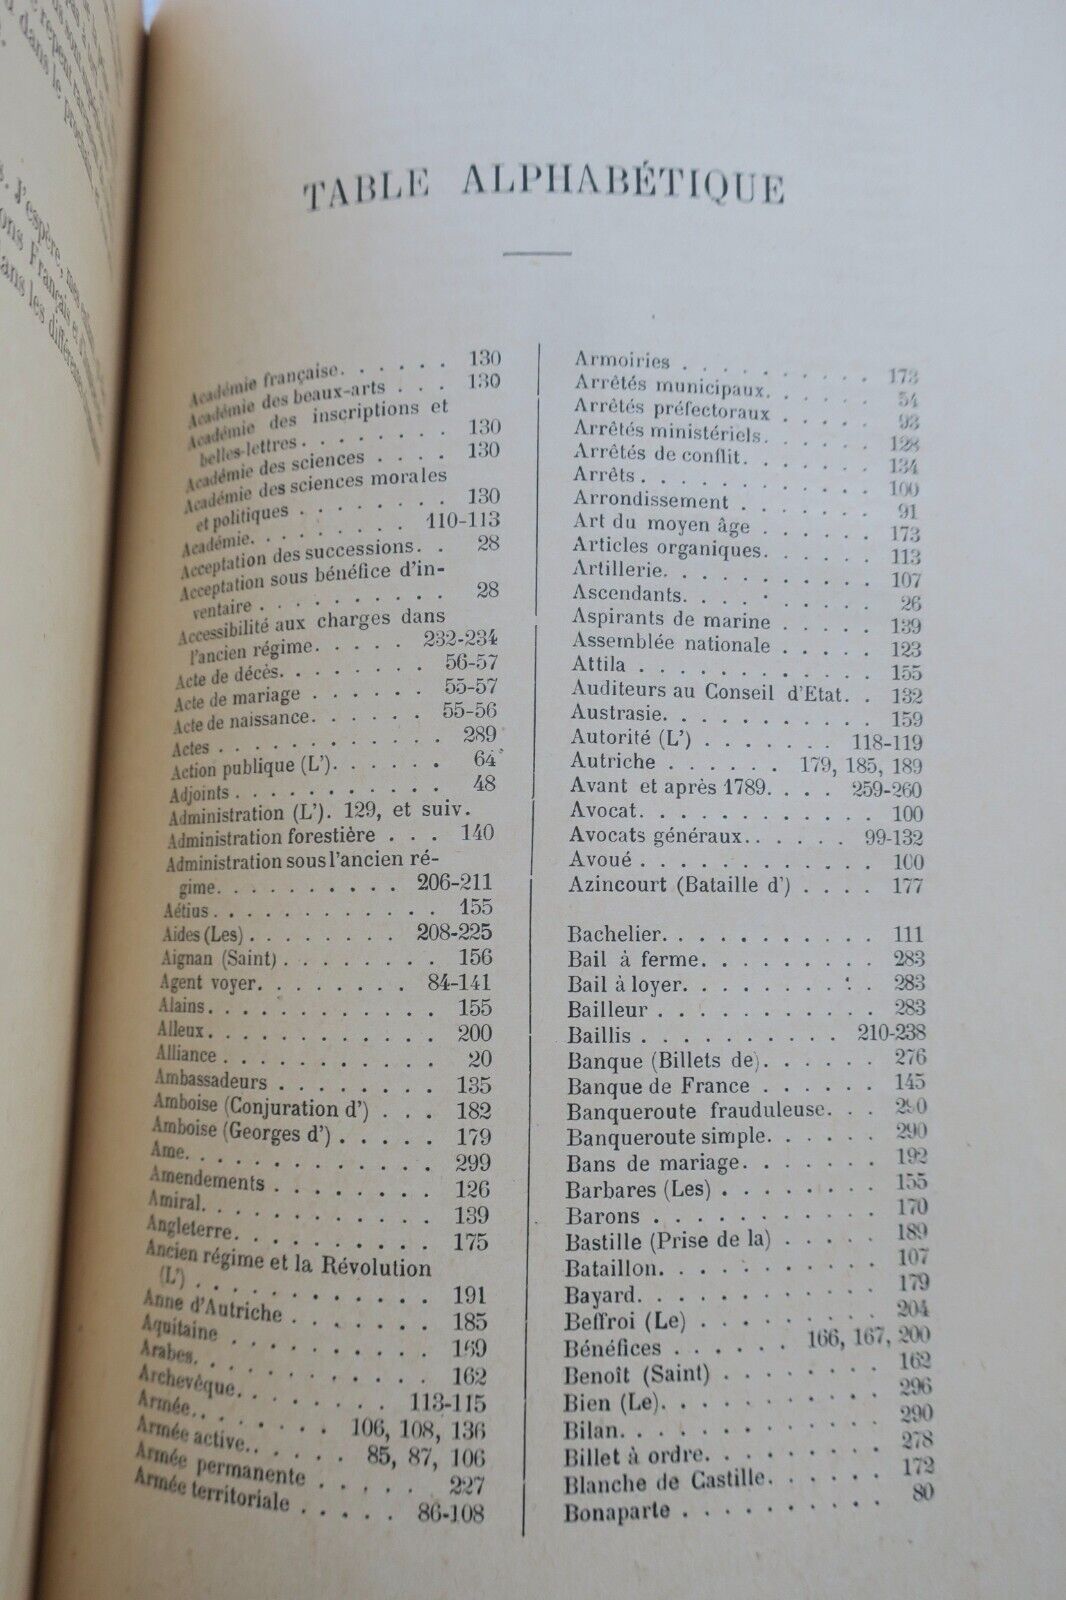 dans le
J'espère, mes
ons Français et
ans les différe
TABLE ALPHABÉTIQUE
Académie française. . . . . . 130
Académie des beaux-arts . . . 130
Académie des inscriptions et
belles-lettres. . . . . . . . 130
Académie des sciences . . . . 130
Académie des sciences morales
et politiques . . . . . . . . 130
Académie. . . . . . . . 110-113
Acceptation des successions. . 28
Acceptation sous bénéfice d'in-
ventaire . . . . . . . . . . 28
Accessibilité aux charges dans
l'ancien régime. . . . . 232-234
Acte de décès. . . . . . . 56-57
Acte de mariage . . . . . . 55-57
Acte de naissance. . . . . . 55-56
Actes . . . . . . . . . . . 289
Action publique (L'). . . . . . 64
Adjoints . . . . . . . . . . . 48
Administration (L'). 129, et suiv.
Administration forestière . . . 140
Administration sous l'ancien ré-
gime. . . . . . . . . . 206-211
Aétius. . . . . . . . . . . . 155
Aides (Les) . . . . . . . . 208-225
Aignan (Saint) . . . . . . . . 156
Agent voyer. . . . . . . . 84-141
Alains. . . . . . . . . . . . 155
Alleux. . . . . . . . . . . . 200
Alliance . . . . . . . . . . . 20
Ambassadeurs . . . . . . . . 135
Amboise (Conjuration d') . . . 182
Amboise (Georges d') . . . . . 179
Ame. . . . . . . . . . . . . 299
Amendements . . . . . . . . 126
Amiral. . . . . . . . . . . . 139
Angleterre. . . . . . . . . . 175
Ancien régime et la Révolution
(L') . . . . . . . . . . . . 191
Anne d'Autriche . . . . . . . 185
Aquitaine . . . . . . . . . . 169
Arabes. . . . . . . . . . . . 162
Archevêque. . . . . . . . 113-115
Armée. . . . . . . . 106, 108, 136
Armée active. . . . . . 85, 87, 106
Armée permanente . . . . . . 227
Armée territoriale . . . . . 86-108
Armoiries . . . . . . . . . . 173
Arrêtés municipaux. . . . . . . 54
Arrêtés préfectoraux . . . . . . 93
Arrêtés ministériels. . . . . . 128
Arrêtés de conflit. . . . . . . 134
Arrêts. . . . . . . . . . . . 100
Arrondissement . . . . . . . . 91
Art du moyen âge . . . . . . 173
Articles organiques. . . . . . 113
Artillerie. . . . . . . . . . . 107
Ascendants. . . . . . . . . . 26
Aspirants de marine . . . . . 139
Assemblée nationale . . . . . 123
Attila . . . . . . . . . . . . 155
Auditeurs au Conseil d'Etat. . 132
Austrasie. . . . . . . . . . . 159
Autorité (L') . . . . . . . 118-119
Autriche . . . . . . 179, 185, 189
Avant et après 1789. . . . 259-260
Avocat. . . . . . . . . . . . 100
Avocats généraux. . . . . . 99-132
Avoué . . . . . . . . . . . . 100
Azincourt (Bataille d') . . . . 177
Bachelier. . . . . . . . . . . 111
Bail à ferme. . . . . . . . . 283
Bail à loyer. . . . . . . . . . 283
Bailleur . . . . . . . . . . . 283
Baillis . . . . . . . . . . 210-238
Banque (Billets de). . . . . . 276
Banque de France . . . . . . 145
Banqueroute frauduleuse. . . 290
Banqueroute simple. . . . . . 290
Bans de mariage. . . . . . . 192
Barbares (Les) . . . . . . . . 155
Barons . . . . . . . . . . . 170
Bastille (Prise de la) . . . . . 189
Bataillon. . . . . . . . . . . 107
Bayard. . . . . . . . . . . . 179
Beffroi (Le) . . . . . . . . . 204
Bénéfices . . . . . . 166, 167, 200
Benoît (Saint) . . . . . . . . 162
Bien (Le). . . . . . . . . . . 296
Bilan. . . . . . . . . . . . . 290
Billet à ordre. . . . . . . . . 278
Blanche de Castille. . . . . . 172
Bonaparte . . . . . . . . . . 80